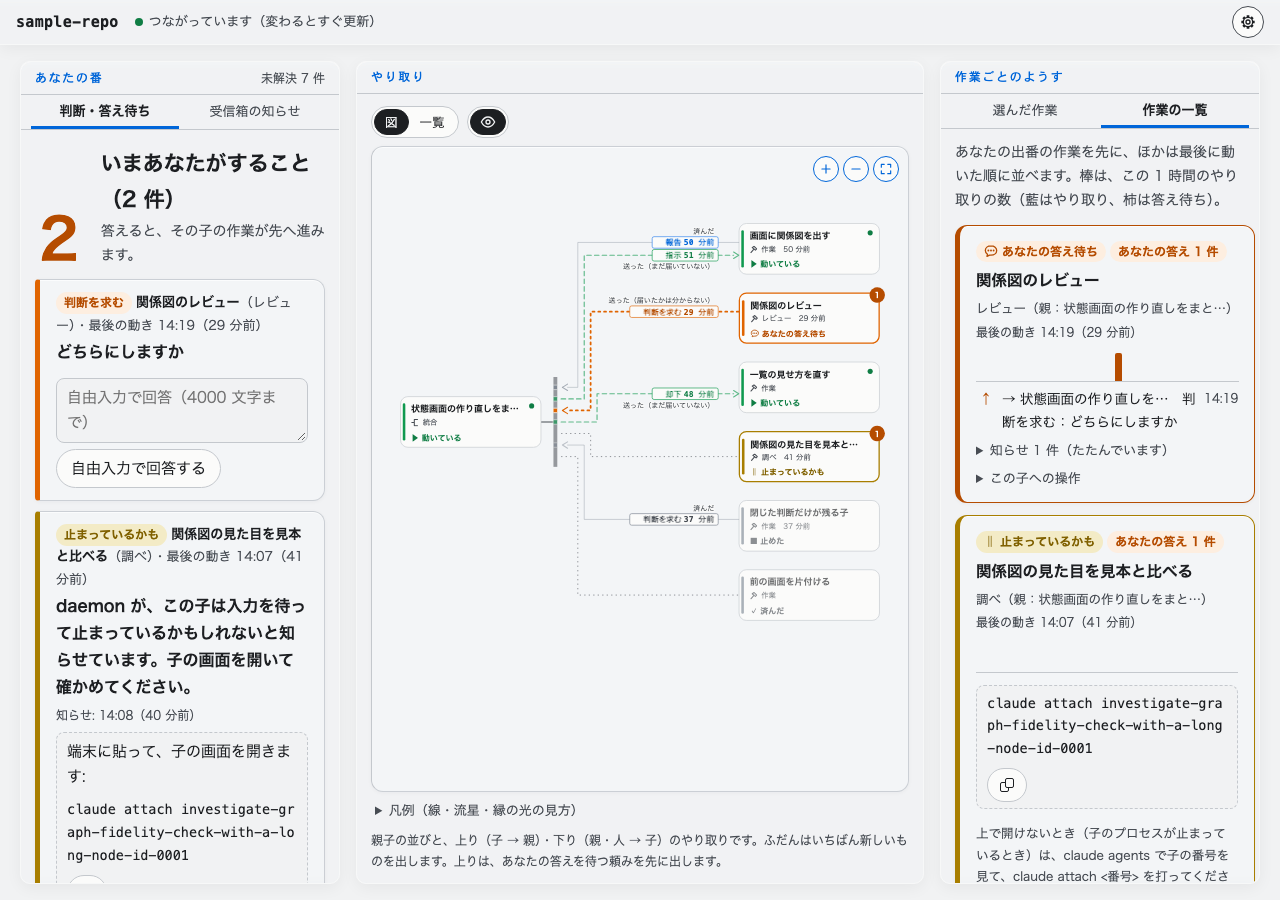 sample-repo
つながっています（変わるとすぐ更新）
あなたの番
未解決 7 件
判断・答え待ち
受信箱の知らせ
2
いまあなたがすること
（2 件）
答えると、その子の作業が先へ進み
ます。
判断を求む 関係図のレビュー（レビュ
ー）・最後の動き 14:19（29 分前）
どちらにしますか
自由入力で回答（4000 文字ま
で）
自由入力で回答する
止まっているかも 関係図の見た目を見本
と比べる（調べ）・最後の動き 14:07（41
分前）
daemon が、この子は入力を待っ
て止まっているかもしれないと知
らせています。子の画面を開いて
確かめてください。
知らせ: 14:08（40 分前）
端末に貼って、子の画面を開きま
す:
claude attach investigate-gr
aph-fidelity-check-with-a-lo
ng-node-id-0001
やり取り
図
一覧
済んだ
報告 50 分前
指示 51 分前
送った（まだ届いていない）
画面に関係図を出す
作業 50 分前
動いている
送った（届いたかは分からない）
判断を求む 29 分前
1
関係図のレビュー
レビュー 29 分前
あなたの答え待ち
却下 48 分前
送った（まだ届いていない）
一覧の見せ方を直す
作業
動いている
状態画面の作り直しをま…
統合
動いている
1
関係図の見た目を見本と…
調べ 41 分前
止まっているかも
済んだ
判断を求む 37 分前
閉じた判断だけが残る子
作業 37 分前
止めた
前の画面を片付ける
作業
✓ 済んだ
▶ 凡例（線・流星・縁の光の見方）
親子の並びと、上り（子 → 親）・下り（親・人 → 子）のやり取りです。ふだんはいちばん新しいも
のを出します。上りは、あなたの答えを待つ頼みを先に出します。
作業ごとのようす
選んだ作業
作業の一覧
あなたの出番の作業を先に、ほかは最後に動
いた順に並べます。棒は、この 1 時間のやり
取りの数（藍はやり取り、柿は答え待ち）。
あなたの答え待ち
あなたの答え 1 件
関係図のレビュー
レビュー（親：状態画面の作り直しをまと…）
最後の動き 14:19（29 分前）
↑ → 状態画面の作り直しを… 判 14:19
断を求む：どちらにしますか
▶ 知らせ 1 件（たたんでいます）
▶ この子への操作
止まっているかも
あなたの答え 1 件
関係図の見た目を見本と比べる
調べ（親：状態画面の作り直しをまと…）
最後の動き 14:07（41 分前）
claude attach investigate-gra
ph-fidelity-check-with-a-long
-node-id-0001
上で開けないとき（子のプロセスが止まって
いるとき）は、claude agents で子の番号を
見て、claude attach <番号> を打ってくださ